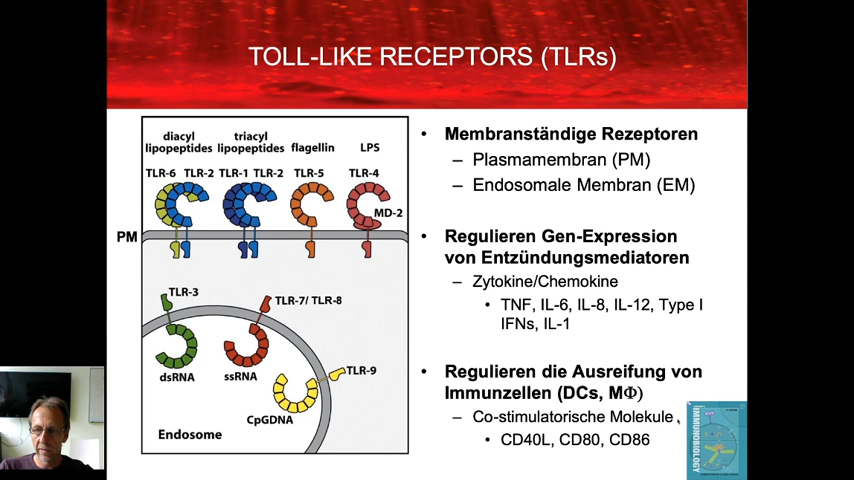 TOLL-LIKE RECEPTORS (TLRs)
diacyl
lipopeptides
triacyl
lipopeptides
flagellin
LPS
TLR-6
TLR-2
TLR-1
TLR-2
TLR-5
TLR-4
MD-2
PM
TLR-3
TLR-7/ TLR-8
dsRNA
ssRNA
TLR-9
CpGDNA
Endosome
• Membranständige Rezeptoren
– Plasmamembran (PM)
– Endosomale Membran (EM)
• Regulieren Gen-Expression
von Entzündungsmediatoren
– Zytokine/Chemokine
• TNF, IL-6, IL-8, IL-12, Type I
IFNs, IL-1
• Regulieren die Ausreifung von
Immunzellen (DCs, MΦ)
– Co-stimulatorische Molekule
• CD40L, CD80, CD86
IMMUNOBIOLOGY